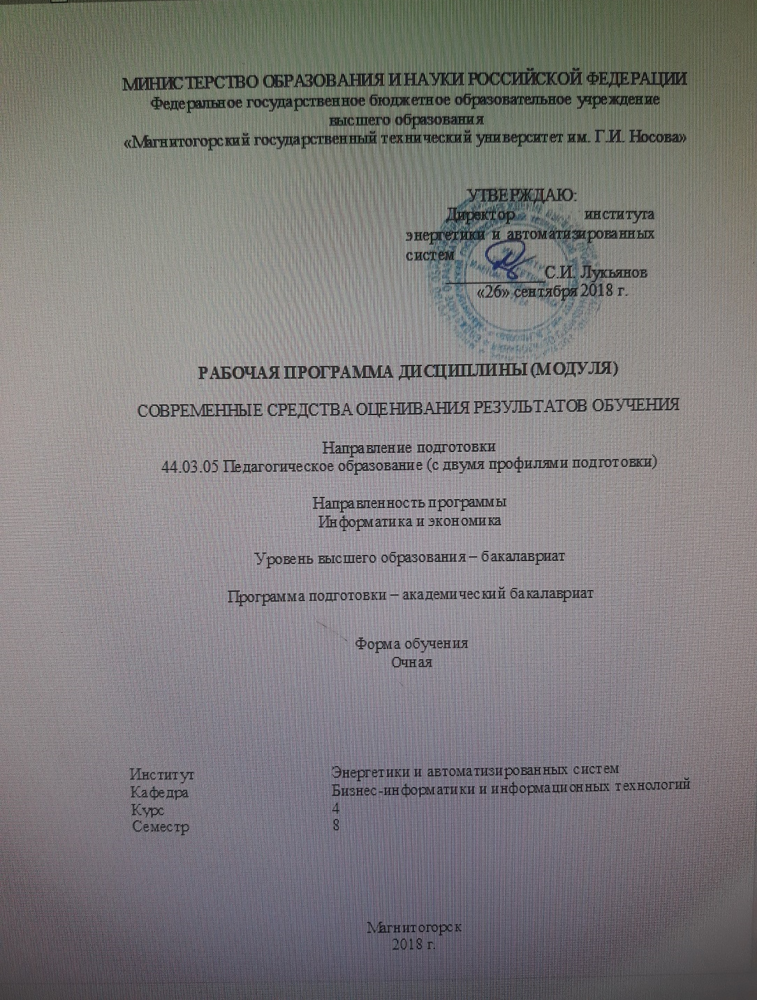 МИНИСТЕРСТВО ОБРАЗОВАНИЯ И НАУКИ РОССИЙСКОЙ ФЕДЕРАЦИИ
Федеральное государственное бюджетное образовательное учреждение
высшего образования
«Магнитогорский государственный технический университет им. Г.И. Носова»
УТВЕРЖДАЮ:
Директор института
энергетики и автоматизированных
систем
С.И. Лукьянов
«26» сентября 2018 г.
РАБОЧАЯ ПРОГРАММА ДИСЦИПЛИНЫ (МОДУЛЯ)
СОВРЕМЕННЫЕ СРЕДСТВА ОЦЕНИВАНИЯ РЕЗУЛЬТАТОВ ОБУЧЕНИЯ
Направление подготовки
44.03.05 Педагогическое образование (с двумя профилями подготовки)
Направленность программы
Информатика и экономика
Уровень высшего образования – бакалавриат
Программа подготовки – академический бакалавриат
Форма обучения
Очная
Институт Энергетики и автоматизированных систем
Кафедра Бизнес-информатики и информационных технологий
Курс 4
Семестр 8
Магнитогорск
2018 г.